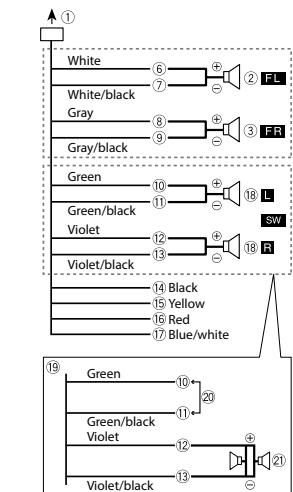 ①
White
⑥
⑦
⊕
⊖
② FL
White/black
Gray
⑧
⑨
⊕
⊖
③ FR
Gray/black
Green
⑩
⑪
⊕
⊖
⑱ L
Green/black
SW
Violet
⑫
⑬
⊕
⊖
⑱ R
Violet/black
⑭ Black
⑮ Yellow
⑯ Red
⑰ Blue/white
⑲
Green
⑩
⑪
⑳
Green/black
Violet
⑫
⑬
⊕
⊖
㉑
Violet/black